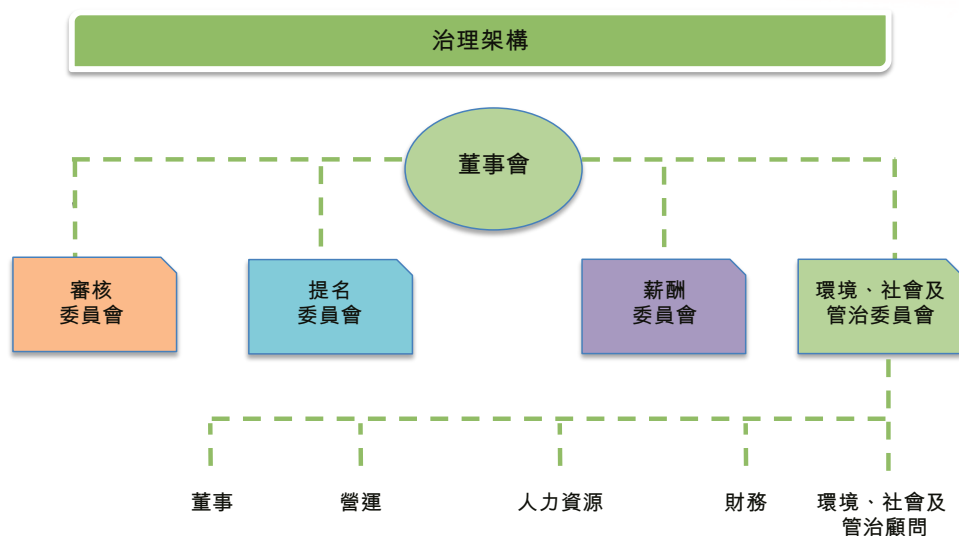 治理架構
董事會
審核
委員會
提名
委員會
薪酬
委員會
環境、社會及
管治委員會
董事
營運
人力資源
財務
環境、社會及
管治顧問